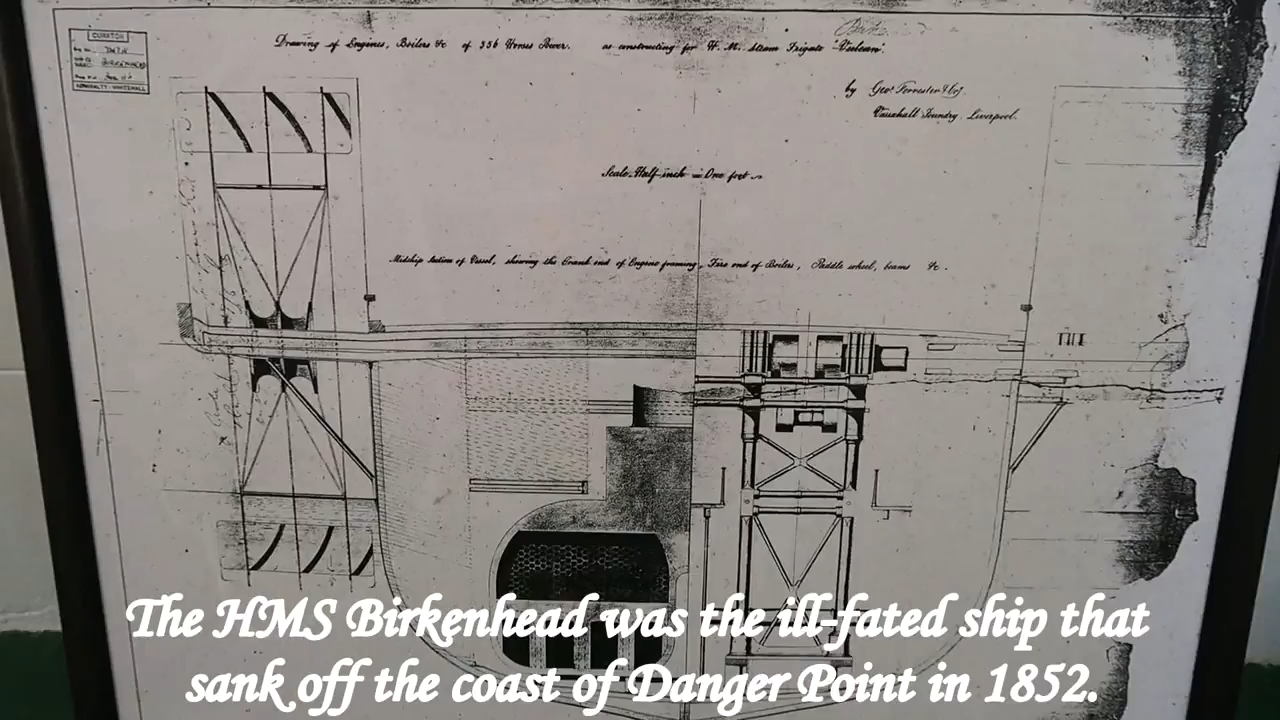 CURATOR
BIRKENHEAD
ADMIRALTY - WHITEHALL
Drawing of Engines, Boilers &c of 556 Horses Power. as constructing for H. M. Steam Frigate "Vulcan"
by Geo. Forrester & Co.
Vauxhall Foundry. Liverpool.
Scale Half inch = One foot
Midship Section of Vessel, shewing the Crank end of Engine framing, Fire end of Boilers, Paddle wheel, beams &c.
The HMS Birkenhead was the ill-fated ship that
sank off the coast of Danger Point in 1852.